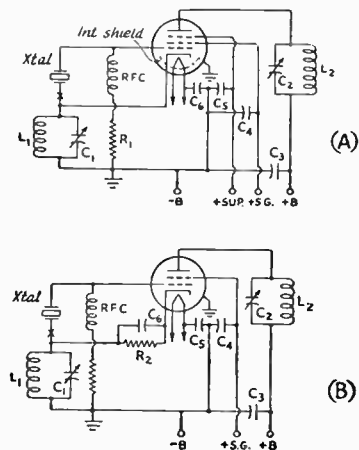 Int shield
Xtal
RFC
L1
C1
R1
C6
C5
C4
C2
L2
C3
(A)
-B
+SUP.
+S.G.
+B
Xtal
RFC
C6
R2
L1
C1
C5
C4
C2
L2
C3
(B)
-B
+S.G.
+B